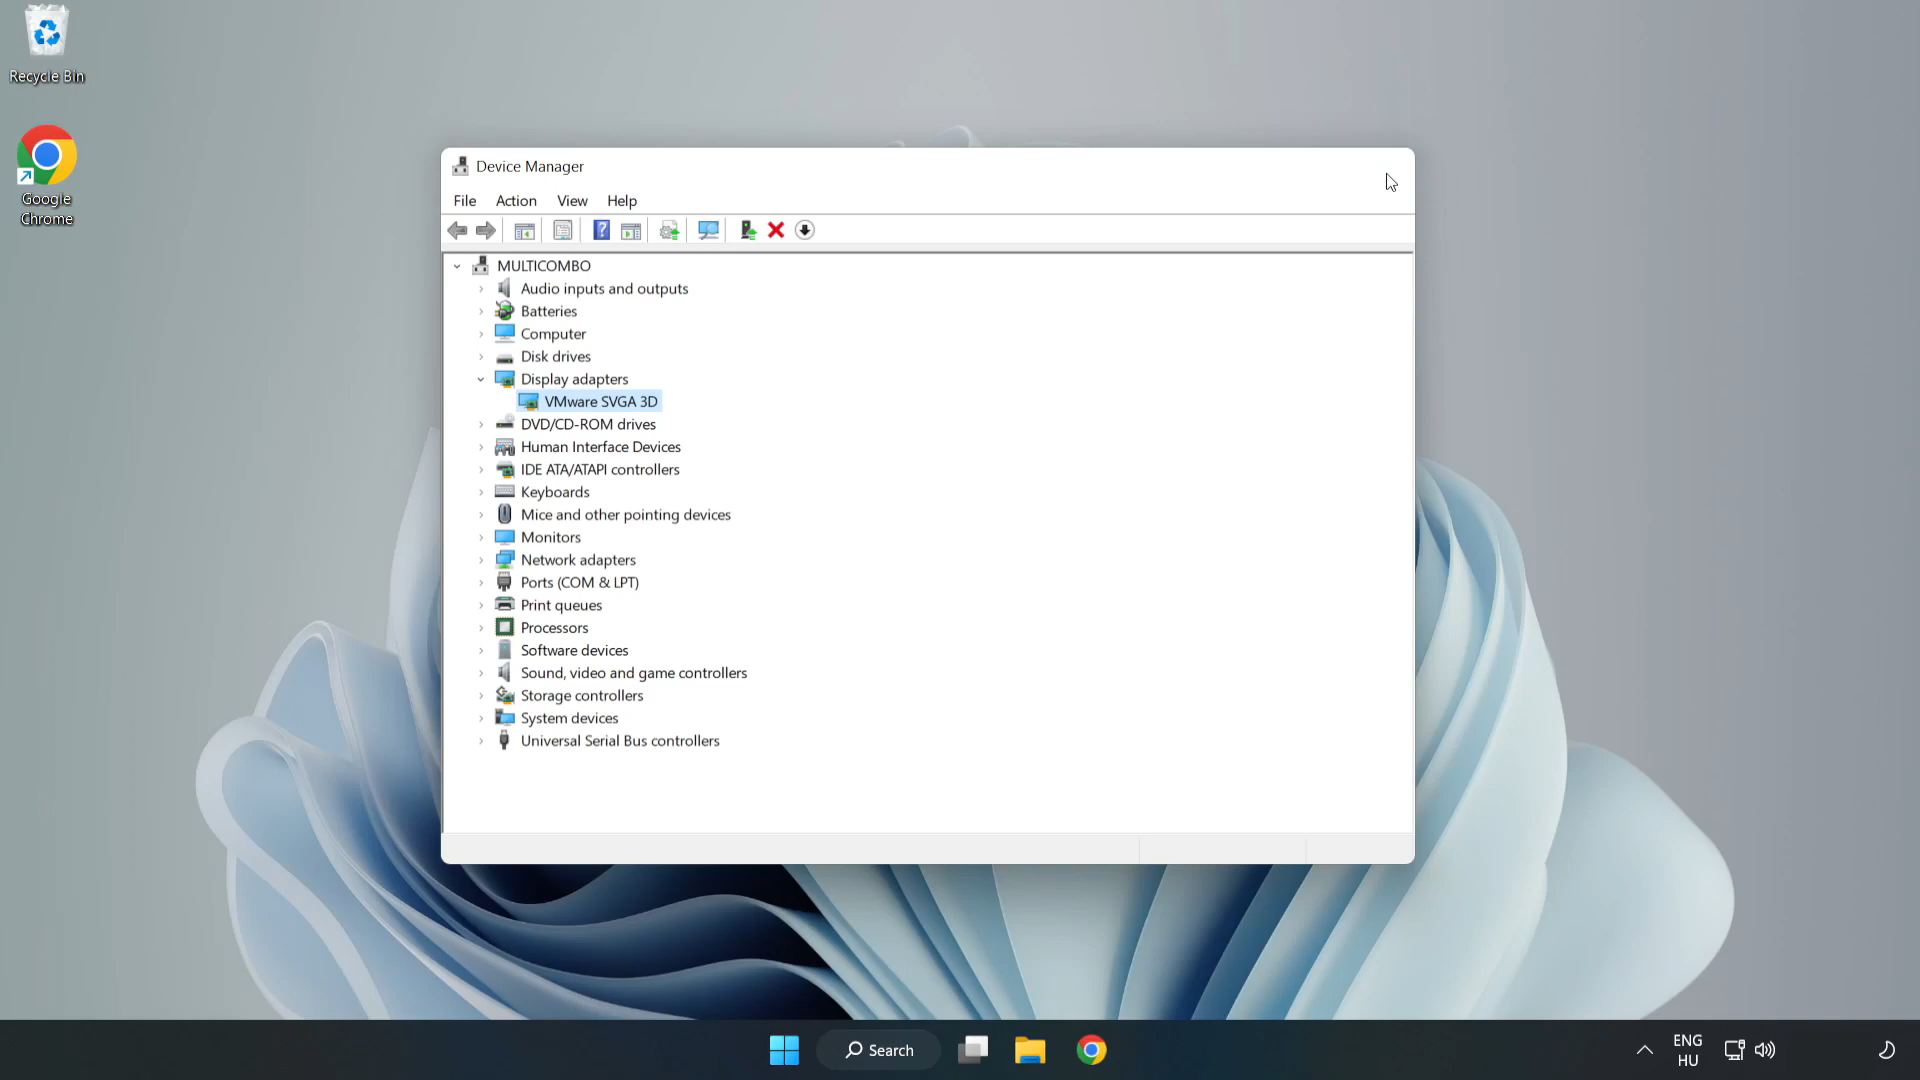 Recycle Bin
Google
Chrome
Device Manager
File Action View Help
MULTICOMBO
Audio inputs and outputs
Batteries
Computer
Disk drives
Display adapters
VMware SVGA 3D
DVD/CD-ROM drives
Human Interface Devices
IDE ATA/ATAPI controllers
Keyboards
Mice and other pointing devices
Monitors
Network adapters
Ports (COM & LPT)
Print queues
Processors
Software devices
Sound, video and game controllers
Storage controllers
System devices
Universal Serial Bus controllers
Search
ENG
HU